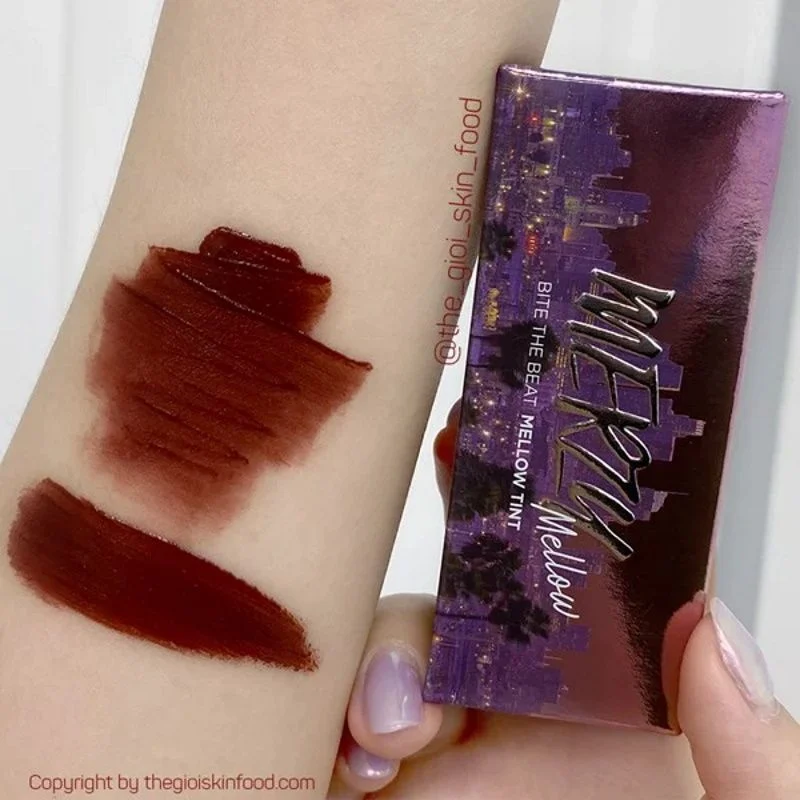 @the_gioi_skin_food
MERZY
BITE THE BEAT MELLOW TINT
Mellow
Copyright by thegioiskinfood.com